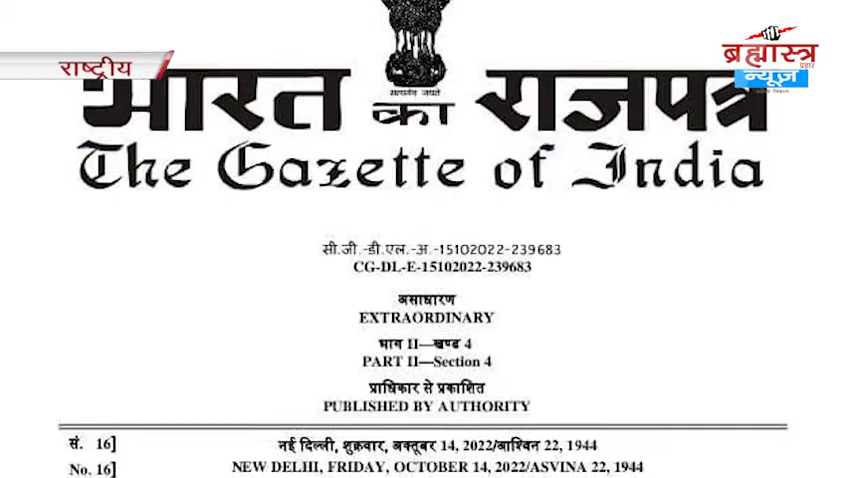 राष्ट्रीय
ब्रह्मास्त्र
प्रहार
न्यूज़
सत्यमेव जयते
भारत का राजपत्र
The Gazette of India
सी.जी.-डी.एल.-अ.-15102022-239683
CG-DL-E-15102022-239683
असाधारण
EXTRAORDINARY
भाग II—खण्ड 4
PART II—Section 4
प्राधिकार से प्रकाशित
PUBLISHED BY AUTHORITY
सं. 16]
नई दिल्ली, शुक्रवार, अक्तूबर 14, 2022/आश्विन 22, 1944
No. 16]
NEW DELHI, FRIDAY, OCTOBER 14, 2022/ASVINA 22, 1944